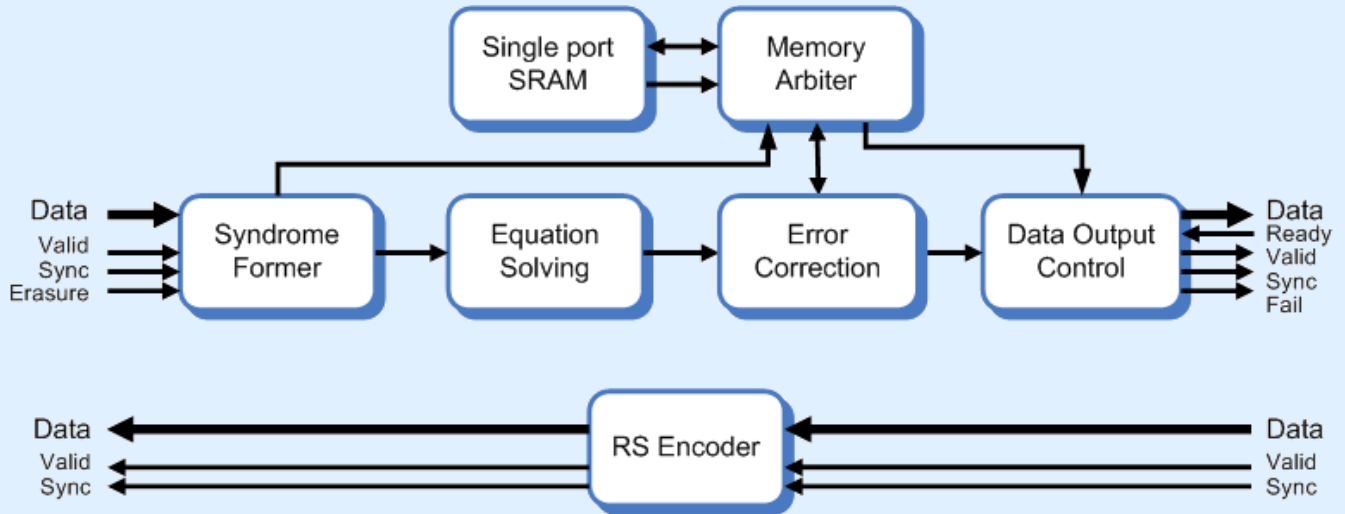 Single port
SRAM
Memory
Arbiter
Data
Valid
Sync
Erasure
Syndrome
Former
Equation
Solving
Error
Correction
Data Output
Control
Data
Ready
Valid
Sync
Fail
Data
Valid
Sync
RS Encoder
Data
Valid
Sync